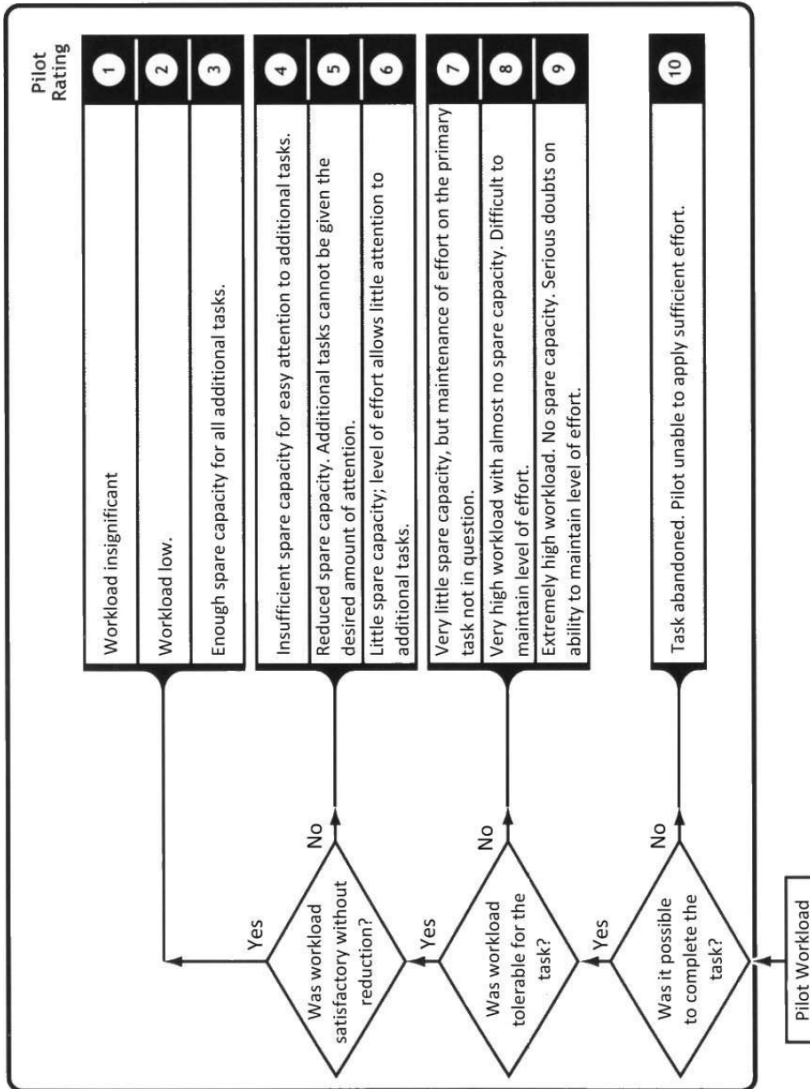 Pilot
Rating
Workload insignificant
1
Workload low.
2
Enough spare capacity for all additional tasks.
3
Yes
Was workload
satisfactory without
reduction?
No
Insufficient spare capacity for easy attention to additional tasks.
4
Reduced spare capacity. Additional tasks cannot be given the
desired amount of attention.
5
Little spare capacity; level of effort allows little attention to
additional tasks.
6
Yes
Was workload
tolerable for the
task?
No
Very little spare capacity, but maintenance of effort on the primary
task not in question.
7
Very high workload with almost no spare capacity. Difficult to
maintain level of effort.
8
Extremely high workload. No spare capacity. Serious doubts on
ability to maintain level of effort.
9
Yes
Was it possible
to complete the
task?
No
Task abandoned. Pilot unable to apply sufficient effort.
10
Pilot Workload